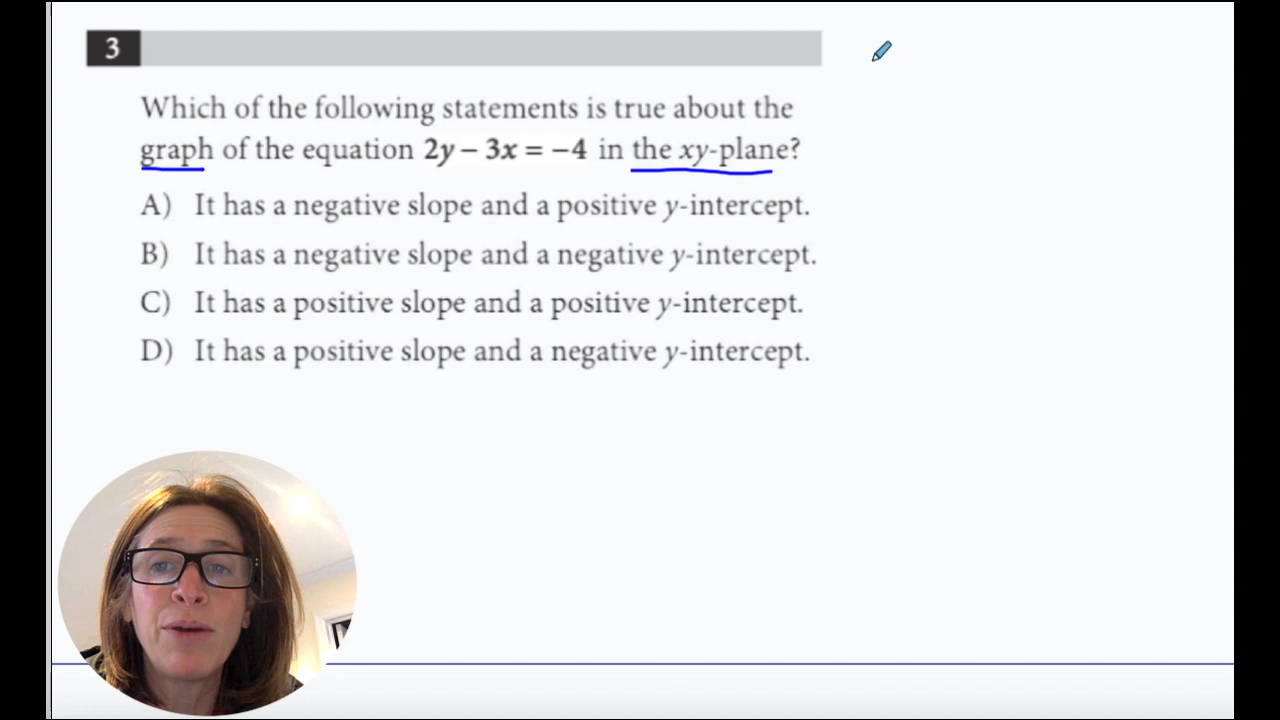 3
Which of the following statements is true about the
graph of the equation 2y – 3x = –4 in the xy-plane?
A) It has a negative slope and a positive y-intercept.
B) It has a negative slope and a negative y-intercept.
C) It has a positive slope and a positive y-intercept.
D) It has a positive slope and a negative y-intercept.